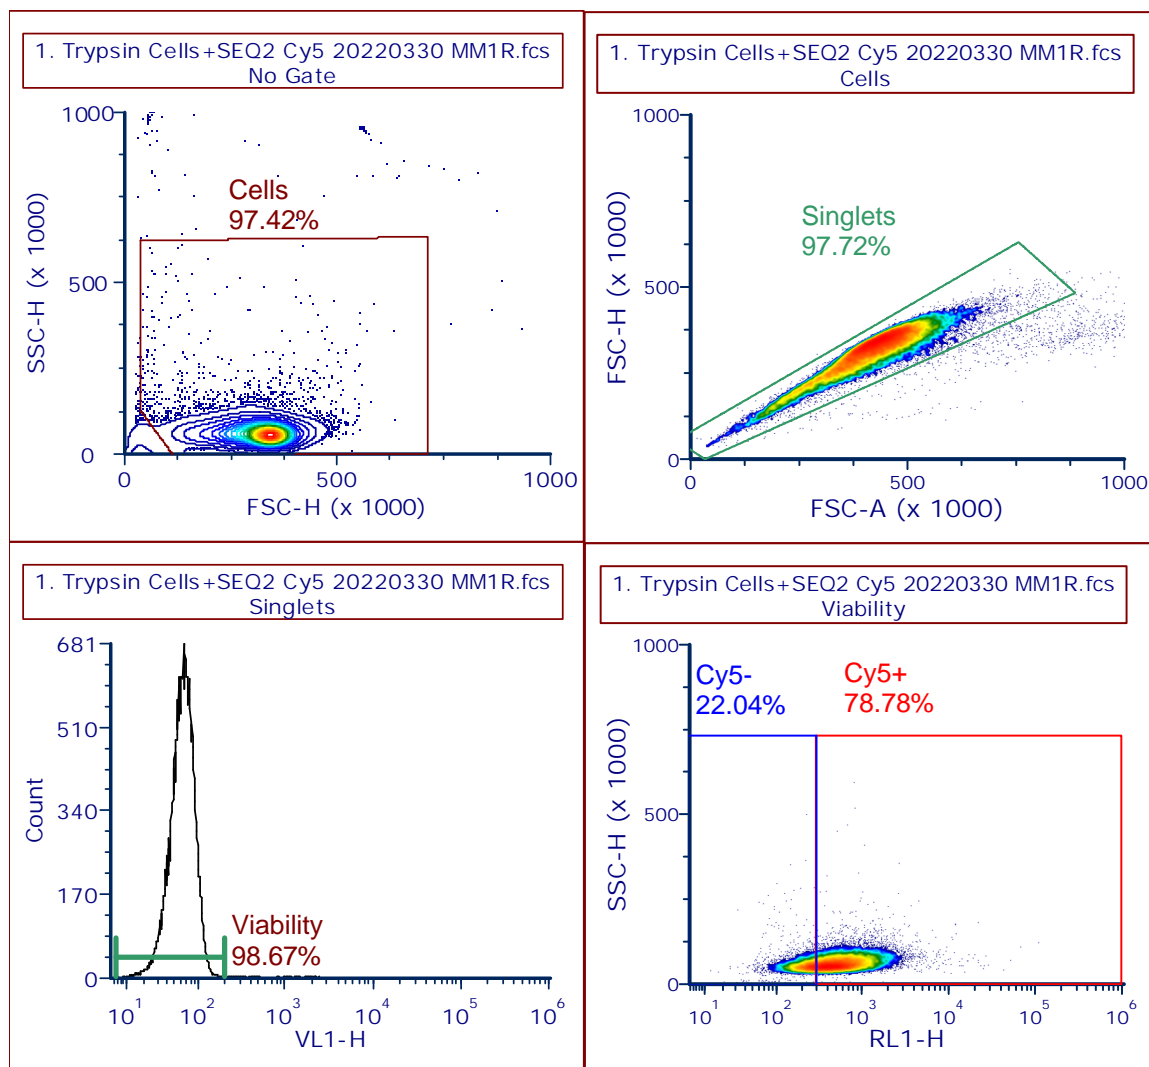 1. Trypsin Cells+SEQ2 Cy5 20220330 MM1R.fcs
No Gate
1000
500
0
SSC-H (x 1000)
Cells
97.42%
0
500
1000
FSC-H (x 1000)
1. Trypsin Cells+SEQ2 Cy5 20220330 MM1R.fcs
Cells
1000
500
0
FSC-H (x 1000)
Singlets
97.72%
0
500
1000
FSC-A (x 1000)
1. Trypsin Cells+SEQ2 Cy5 20220330 MM1R.fcs
Singlets
681
510
340
170
0
Count
Viability
98.67%
10^1
10^2
10^3
10^4
10^5
10^6
VL1-H
1. Trypsin Cells+SEQ2 Cy5 20220330 MM1R.fcs
Viability
1000
500
0
SSC-H (x 1000)
Cy5-
22.04%
Cy5+
78.78%
10^1
10^2
10^3
10^4
10^5
10^6
RL1-H